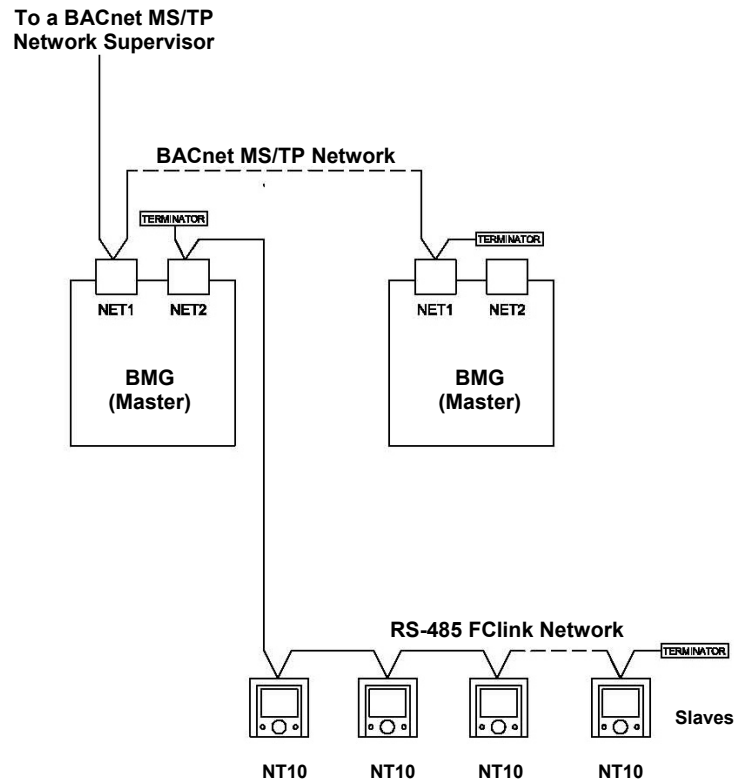 To a BACnet MS/TP
Network Supervisor
BACnet MS/TP Network
TERMINATOR
TERMINATOR
NET1
NET2
NET1
NET2
BMG
(Master)
BMG
(Master)
RS-485 FClink Network
TERMINATOR
Slaves
NT10
NT10
NT10
NT10